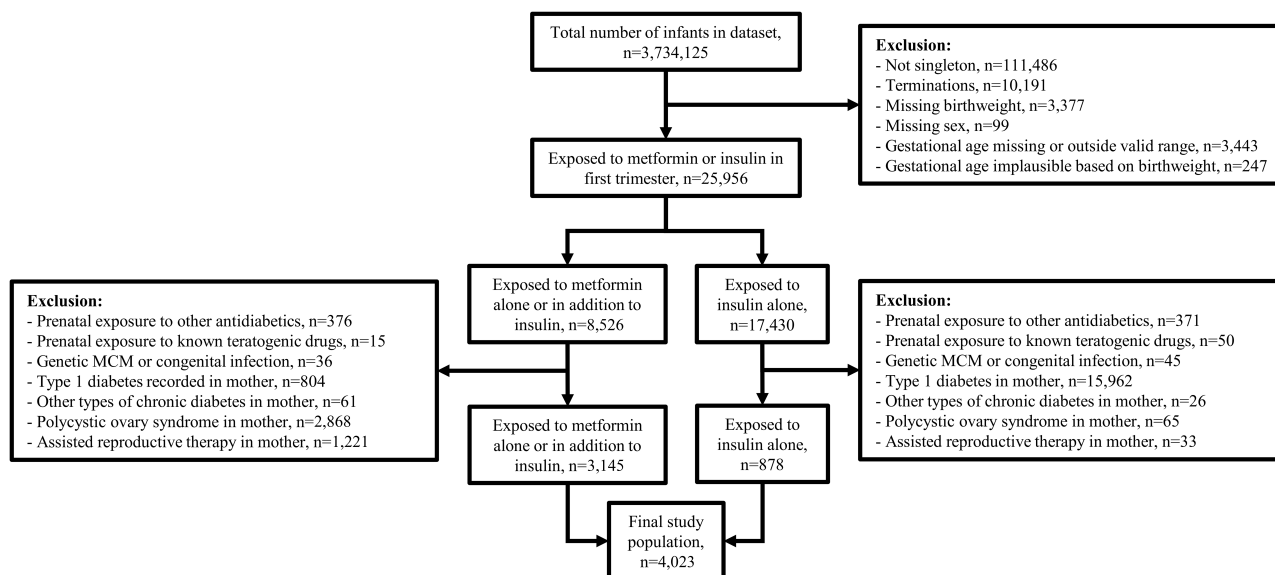 Total number of infants in dataset,
n=3,734,125
Exclusion:
- Not singleton, n=111,486
- Terminations, n=10,191
- Missing birthweight, n=3,377
- Missing sex, n=99
- Gestational age missing or outside valid range, n=3,443
- Gestational age implausible based on birthweight, n=247
Exposed to metformin or insulin in
first trimester, n=25,956
Exposed to metformin
alone or in addition to
insulin, n=8,526
Exposed to
insulin alone,
n=17,430
Exclusion:
- Prenatal exposure to other antidiabetics, n=376
- Prenatal exposure to known teratogenic drugs, n=15
- Genetic MCM or congenital infection, n=36
- Type 1 diabetes recorded in mother, n=804
- Other types of chronic diabetes in mother, n=61
- Polycystic ovary syndrome in mother, n=2,868
- Assisted reproductive therapy in mother, n=1,221
Exclusion:
- Prenatal exposure to other antidiabetics, n=371
- Prenatal exposure to known teratogenic drugs, n=50
- Genetic MCM or congenital infection, n=45
- Type 1 diabetes in mother, n=15,962
- Other types of chronic diabetes in mother, n=26
- Polycystic ovary syndrome in mother, n=65
- Assisted reproductive therapy in mother, n=33
Exposed to metformin
alone or in addition to
insulin, n=3,145
Exposed to
insulin alone,
n=878
Final study
population,
n=4,023